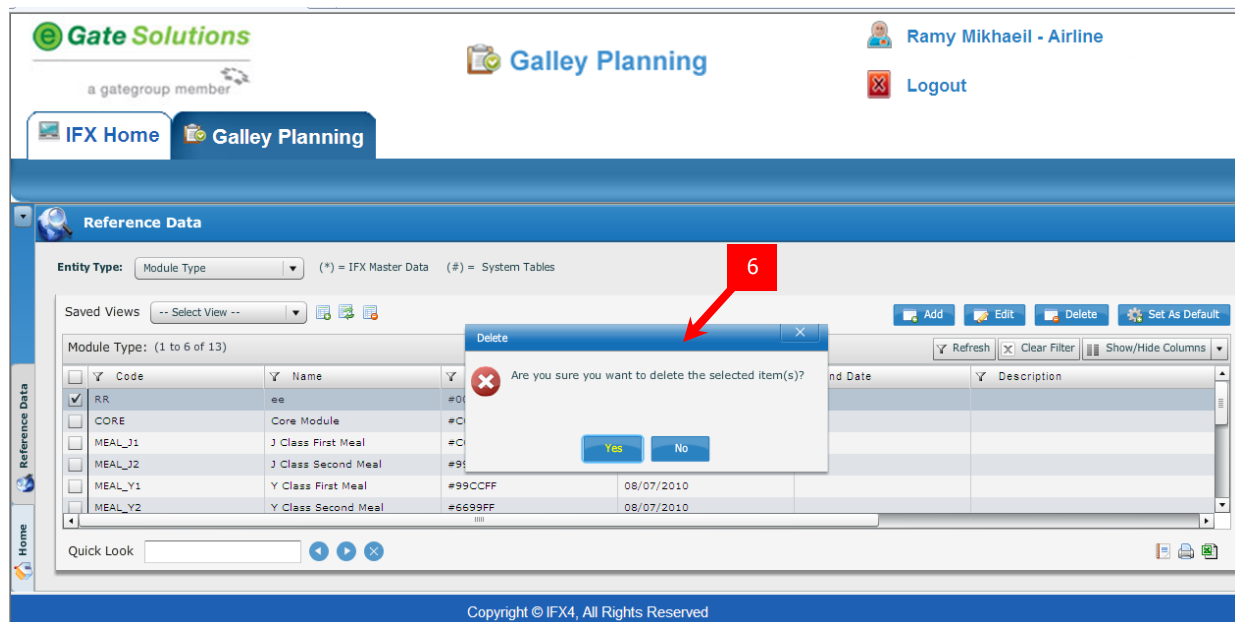 e Gate Solutions
a gategroup member
Galley Planning
Ramy Mikhaeil - Airline
Logout
IFX Home
Galley Planning
Reference Data
Entity Type: Module Type (*) = IFX Master Data (#) = System Tables
6
Saved Views -- Select View -- Add Edit Delete Set As Default
Module Type: (1 to 6 of 13) Refresh Clear Filter Show/Hide Columns
Delete
Are you sure you want to delete the selected item(s)?
Yes No
Code Name nd Date Description
RR ee #00
CORE Core Module
MEAL_J1 J Class First Meal
MEAL_J2 J Class Second Meal #99
MEAL_Y1 Y Class First Meal #99CCFF 08/07/2010
MEAL_Y2 Y Class Second Meal #6699FF 08/07/2010
Reference Data
Home
Quick Look
Copyright © IFX4, All Rights Reserved